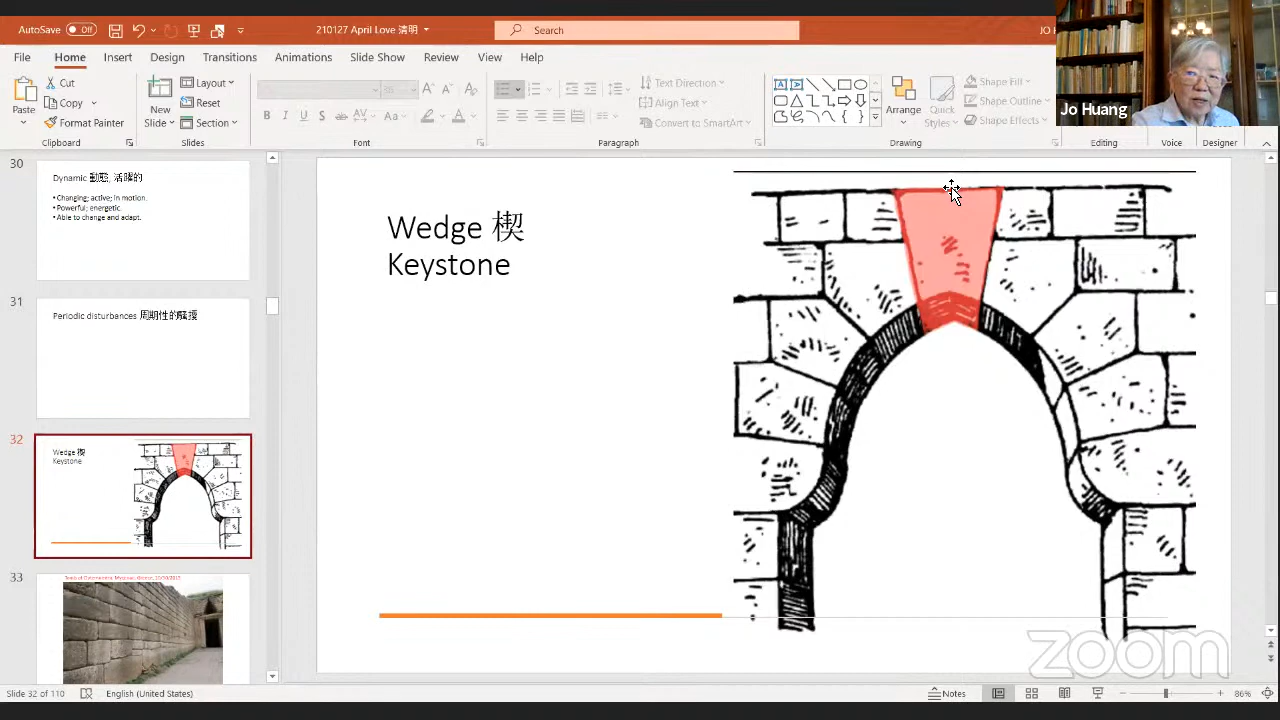 AutoSave Off
210127 April Love 清明
Search
JO
File Home Insert Design Transitions Animations Slide Show Review View Help
Paste
Cut
Copy
Format Painter
Clipboard
New Slide
Layout
Reset
Section
Slides
Font
Text Direction
Align Text
Convert to SmartArt
Paragraph
Arrange
Quick Styles
Shape Fill
Shape Outline
Shape Effects
Drawing
Editing
Voice
Designer
Jo Huang
30
Dynamic 動態, 活躍的
• Changing; active; in motion.
• Powerful; energetic.
• Able to change and adapt.
31
Periodic disturbances 周期性的騷擾
32
Wedge 楔
Keystone
33
Wedge 楔
Keystone
zoom
Slide 32 of 110
English (United States)
Notes
86%